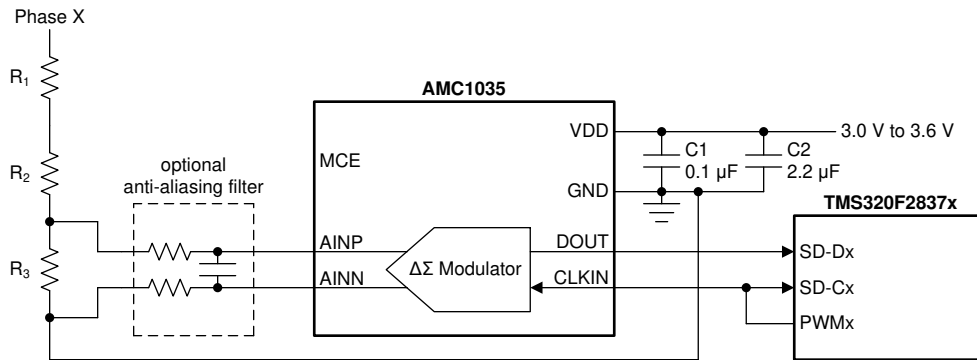 Phase X
R1
R2
R3
optional
anti-aliasing filter
AMC1035
MCE
AINP
AINN
ΔΣ Modulator
VDD
GND
DOUT
CLKIN
C1
0.1 µF
C2
2.2 µF
3.0 V to 3.6 V
TMS320F2837x
SD-Dx
SD-Cx
PWMx